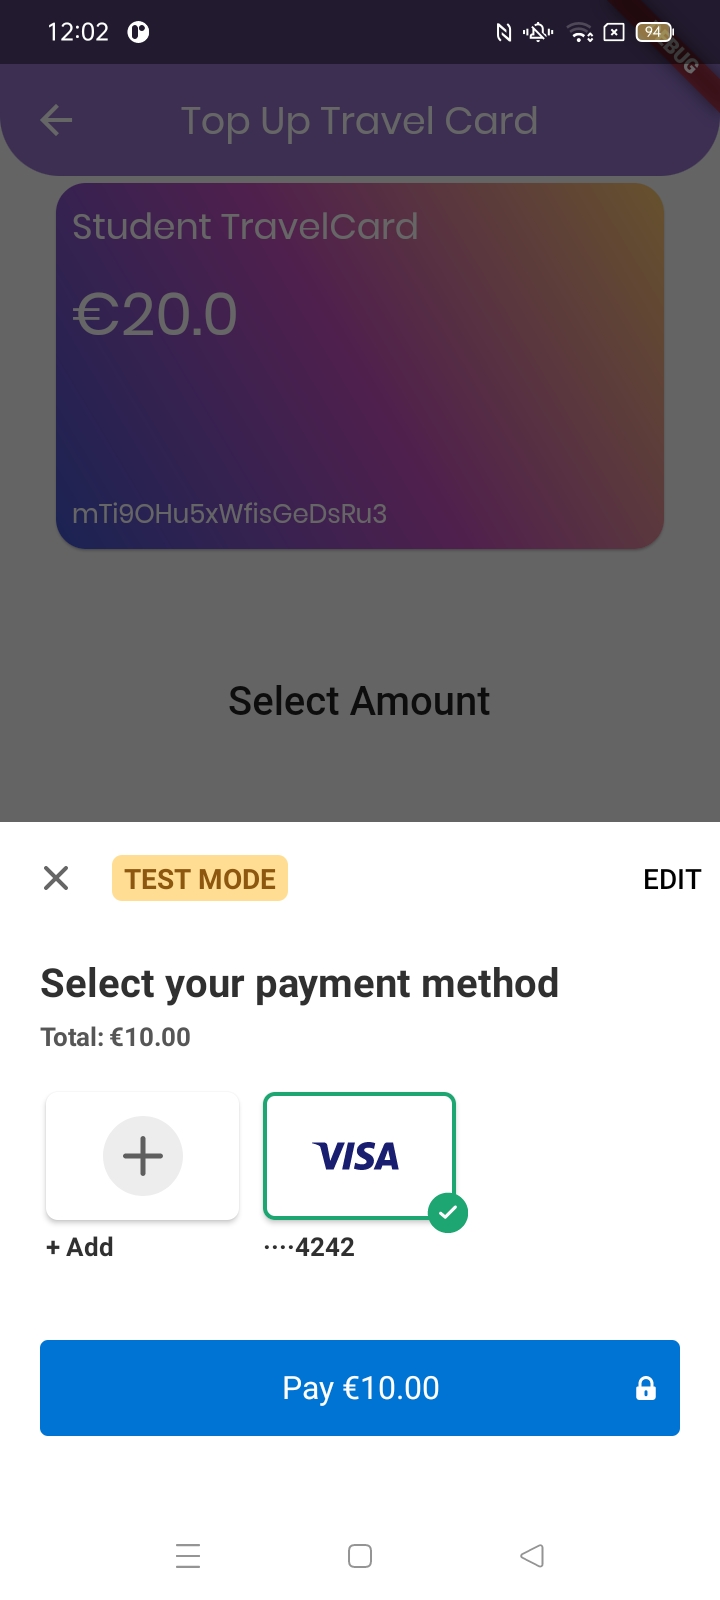 12:02
94
BUG
Top Up Travel Card
Student TravelCard
€20.0
mTi9OHu5xWfisGeDsRu3
Select Amount
TEST MODE
EDIT
Select your payment method
Total: €10.00
VISA
+ Add
····4242
Pay €10.00